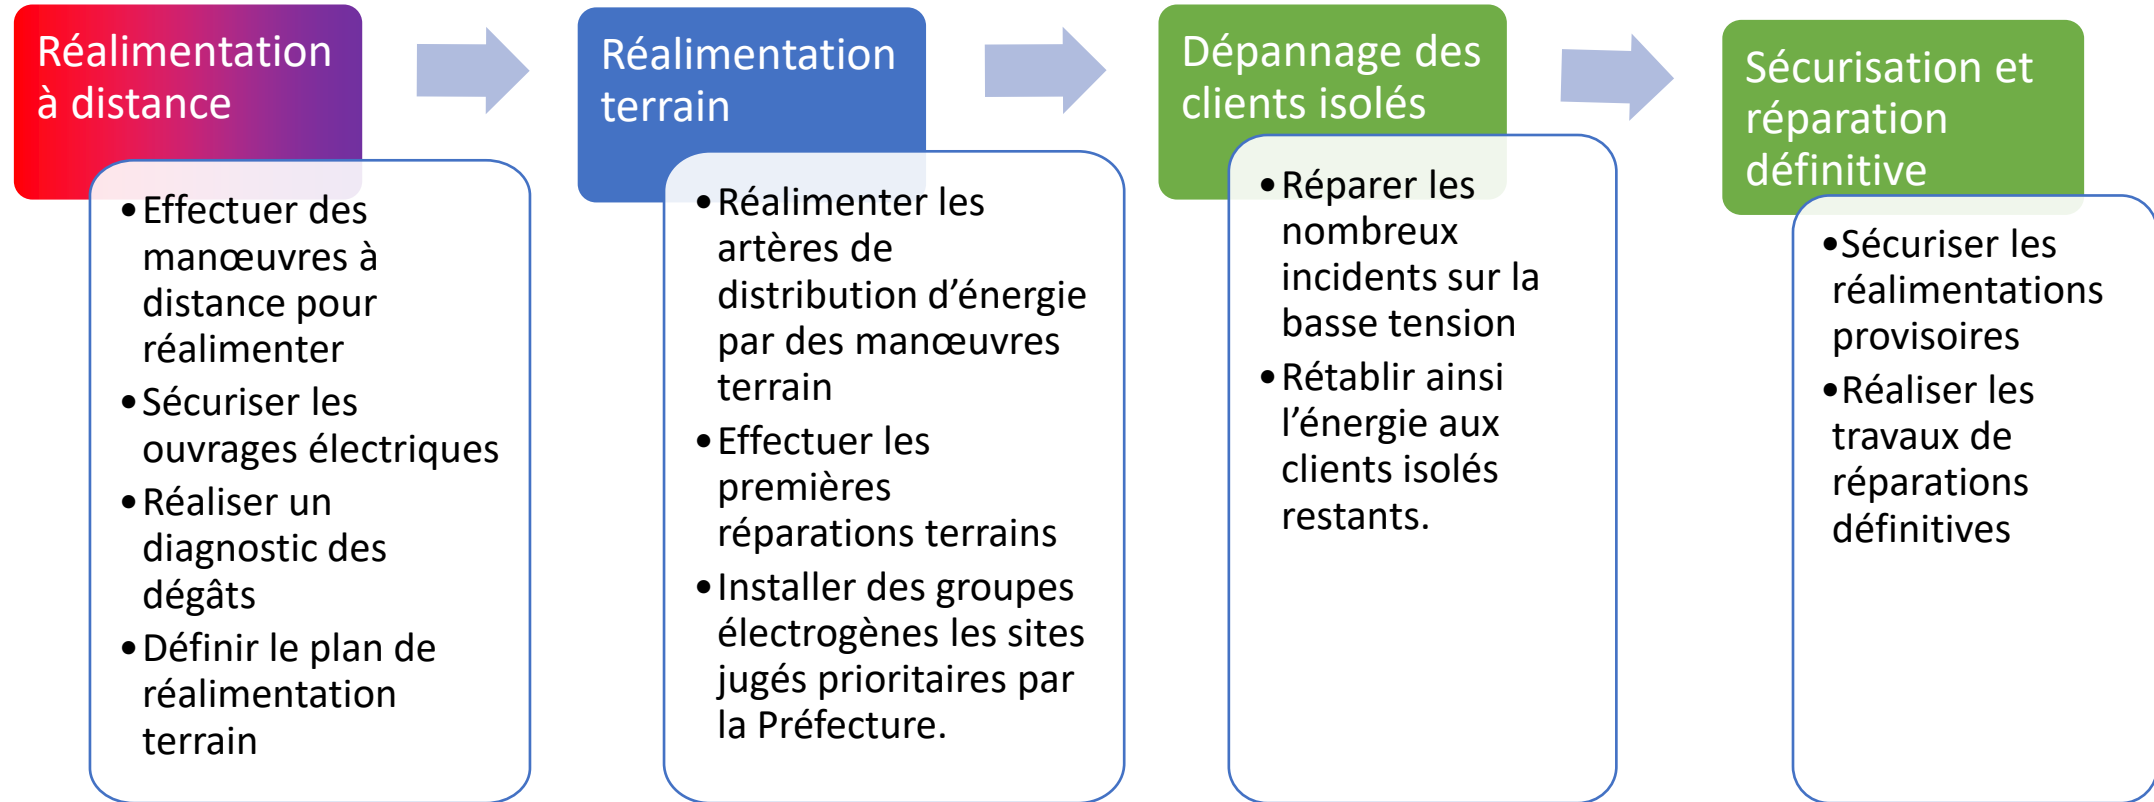 Réalimentation
à distance
•Effectuer des
manœuvres à
distance pour
réalimenter
•Sécuriser les
ouvrages électriques
•Réaliser un
diagnostic des
dégâts
•Définir le plan de
réalimentation
terrain
Réalimentation
terrain
•Réalimenter les
artères de
distribution d’énergie
par des manœuvres
terrain
•Effectuer les
premières
réparations terrains
•Installer des groupes
électrogènes les sites
jugés prioritaires par
la Préfecture.
Dépannage des
clients isolés
•Réparer les
nombreux
incidents sur la
basse tension
•Rétablir ainsi
l’énergie aux
clients isolés
restants.
Sécurisation et
réparation
définitive
•Sécuriser les
réalimentations
provisoires
•Réaliser les
travaux de
réparations
définitives